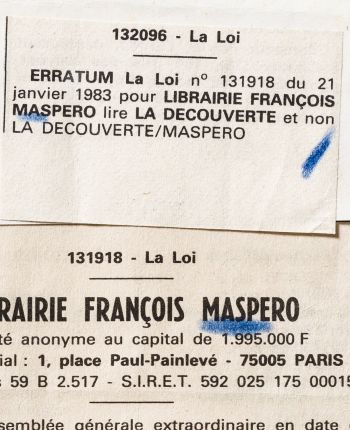 132096 - La Loi
ERRATUM La Loi n° 131918 du 21
janvier 1983 pour LIBRAIRIE FRANÇOIS
MASPERO lire LA DECOUVERTE et non
LA DECOUVERTE/MASPERO
131918 - La Loi
RAIRIE FRANÇOIS MASPERO
té anonyme au capital de 1.995.000 F
ial : 1, place Paul-Painlevé - 75005 PARIS
s 59 B 2.517 - S.I.R.E.T. 592 025 175 00015
semblée générale extraordinaire en date